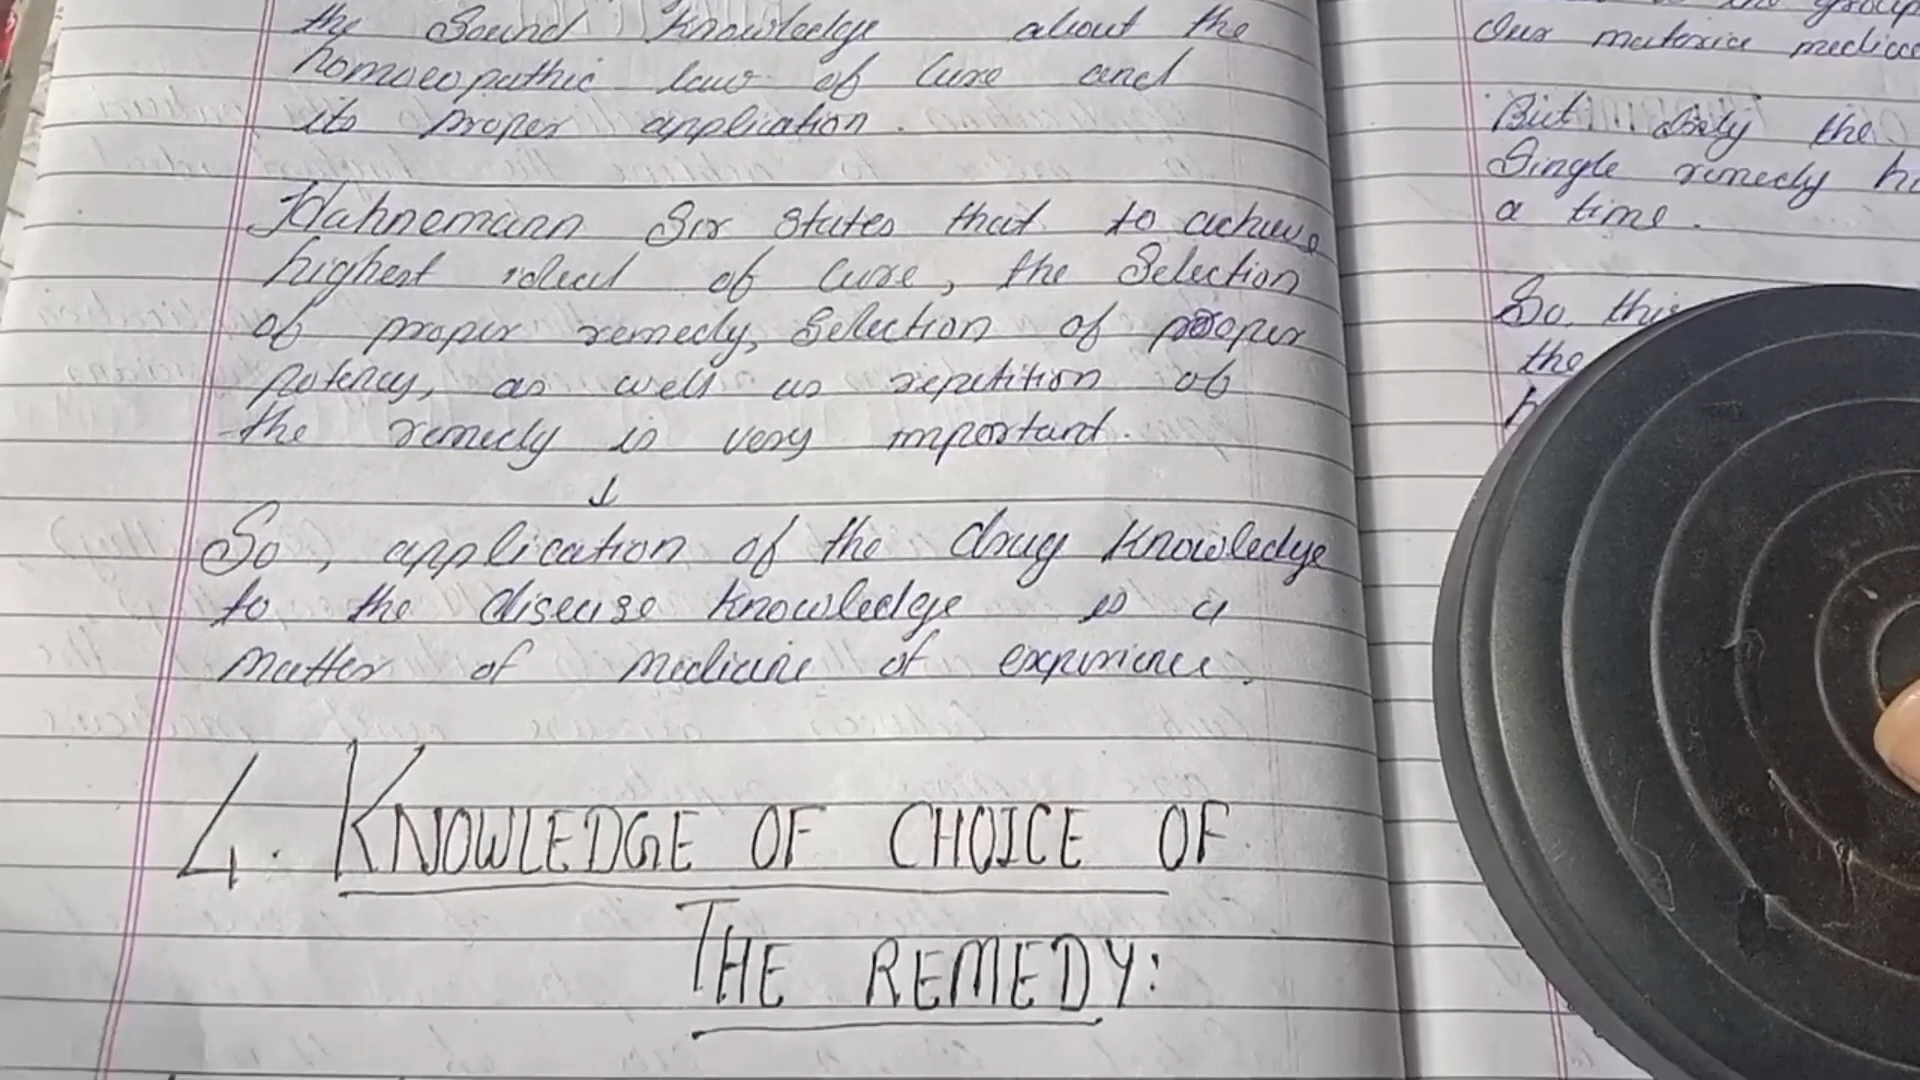 the Sound Knowledge about the
homoeopathic law of Cure and
its proper application.
Hahnemann Sir States that to achieve
highest ideal of Cure, the Selection
of proper remedy, Selection of proper
potency, as well as repetition of
the remedy is very important.
↓
So, application of the drug Knowledge
to the disease Knowledge is a
matter of medicine of experience.
4. KNOWLEDGE OF CHOICE OF
THE REMEDY:
the group
Our materia medica
But only the
Single remedy
a time.
So, this
the